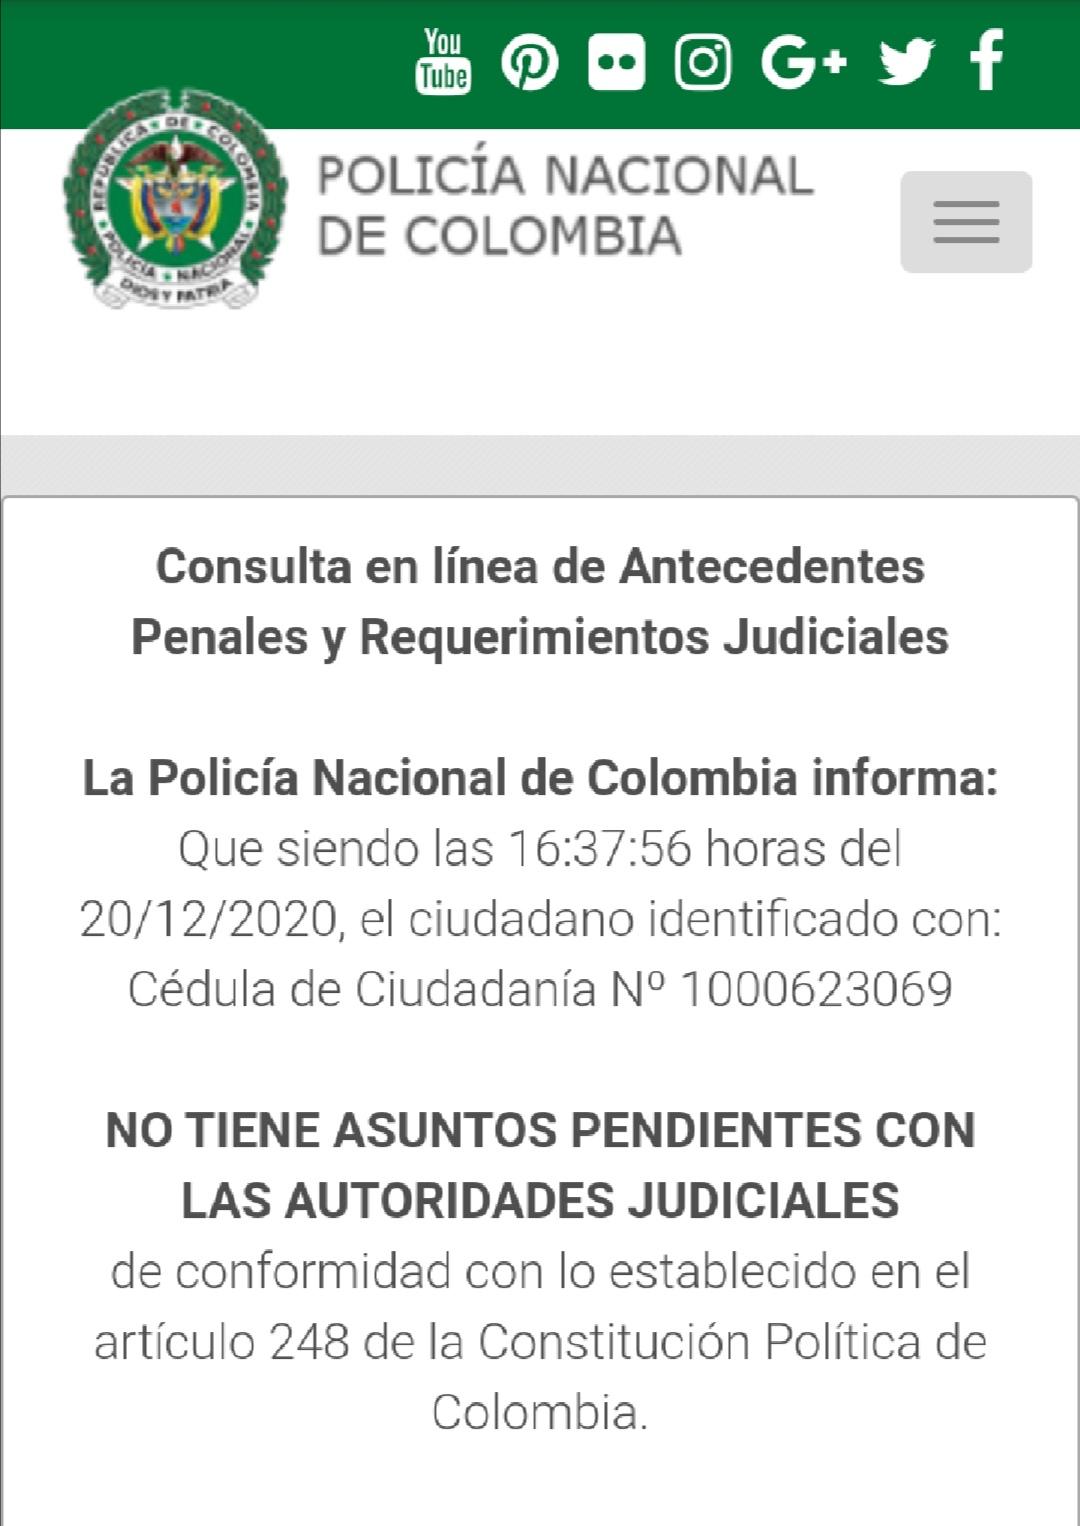 You
Tube
G+
REPÚBLICA DE COLOMBIA
POLICÍA NACIONAL
DIOS Y PATRIA
POLICÍA NACIONAL
DE COLOMBIA
Consulta en línea de Antecedentes
Penales y Requerimientos Judiciales
La Policía Nacional de Colombia informa:
Que siendo las 16:37:56 horas del
20/12/2020, el ciudadano identificado con:
Cédula de Ciudadanía Nº 1000623069
NO TIENE ASUNTOS PENDIENTES CON
LAS AUTORIDADES JUDICIALES
de conformidad con lo establecido en el
artículo 248 de la Constitución Política de
Colombia.